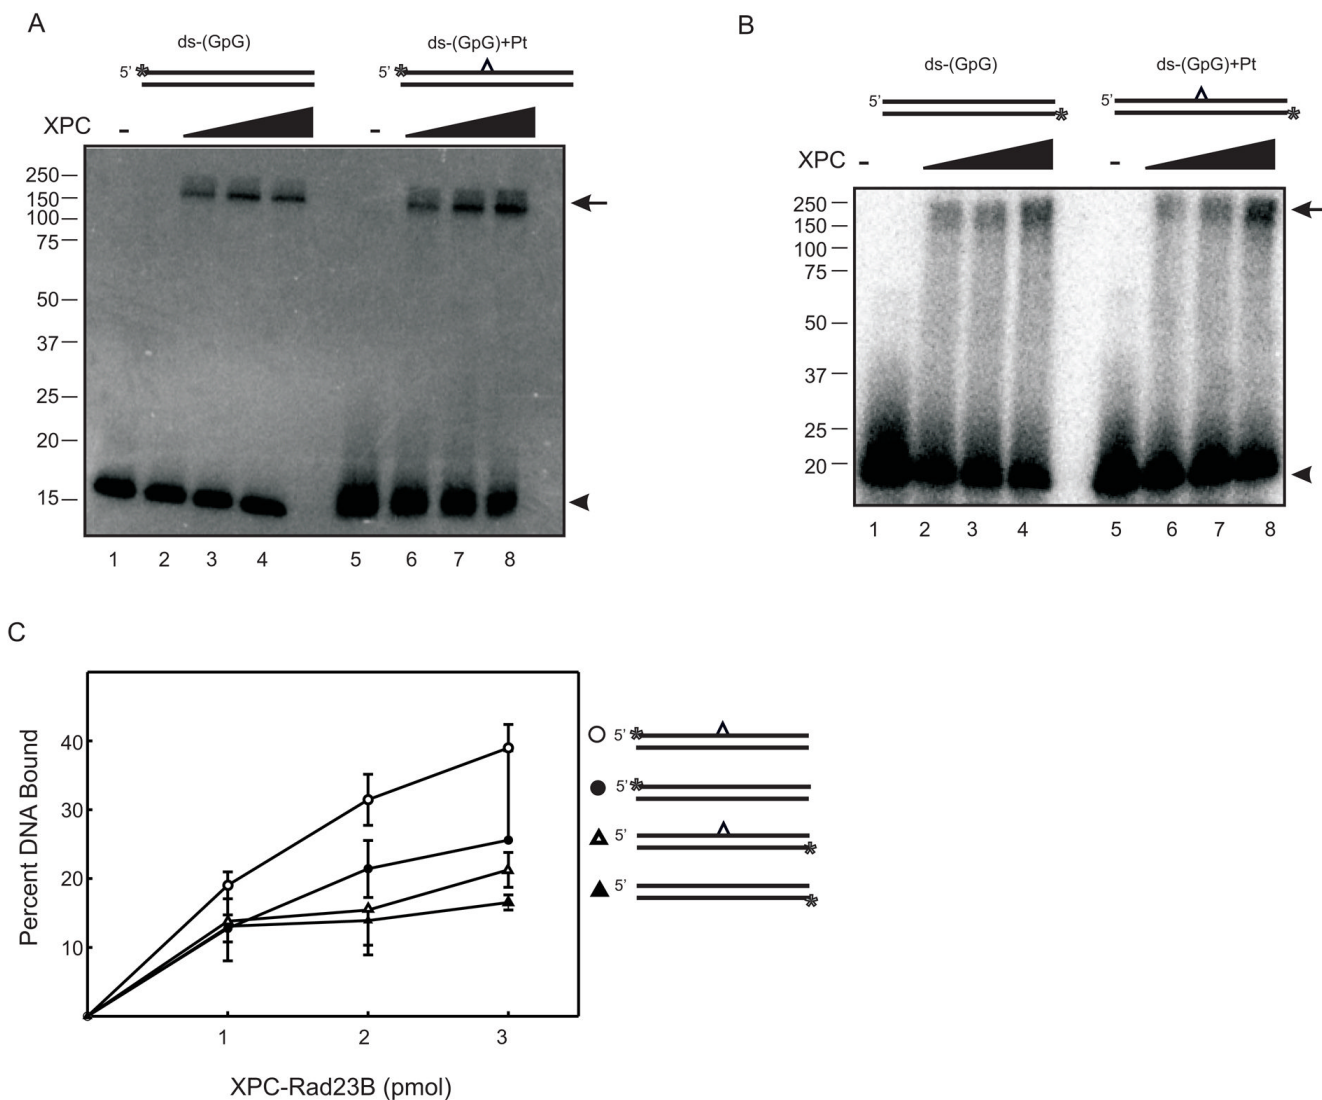 A
ds-(GpG)
ds-(GpG)+Pt
5' *
5' *
XPC
-
-
250
150
100
75
50
37
25
20
15
1 2 3 4 5 6 7 8
B
ds-(GpG)
ds-(GpG)+Pt
5'
*
5'
*
XPC
-
-
250
150
100
75
50
37
25
20
1 2 3 4 5 6 7 8
C
Percent DNA Bound
40
30
20
10
1 2 3
XPC-Rad23B (pmol)
5' *
5' *
5'
*
5'
*